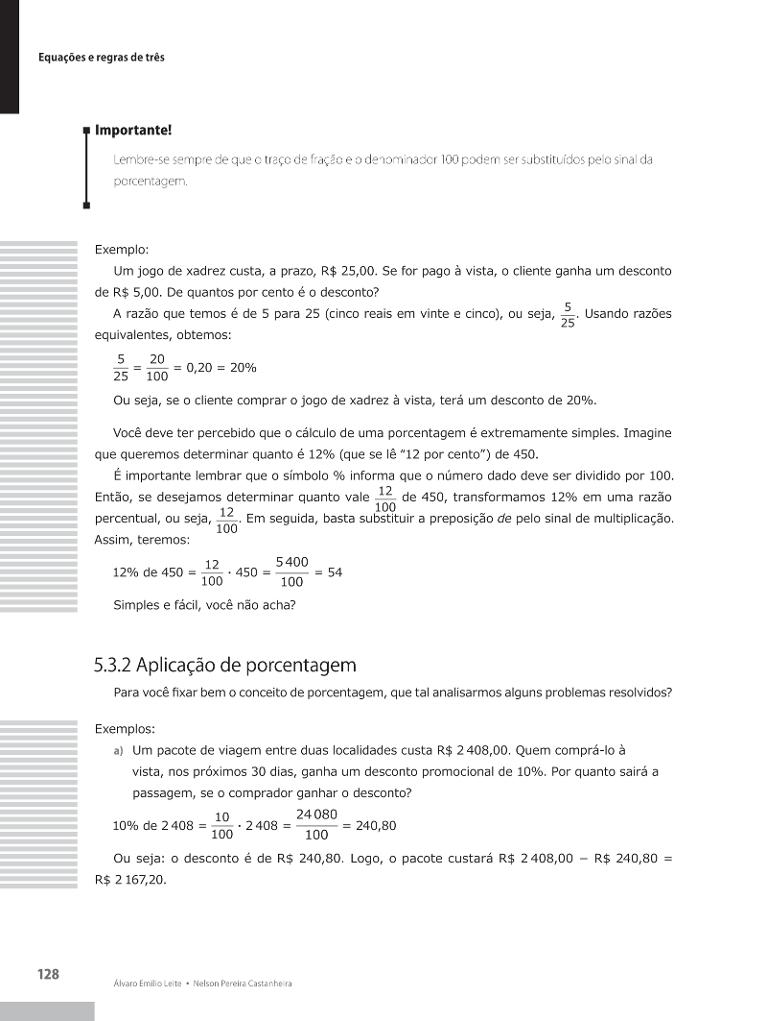 Equações e regras de três
Importante!
Lembre-se sempre de que o traço de fração e o denominador 100 podem ser substituídos pelo sinal da
porcentagem.
Exemplo:
Um jogo de xadrez custa, a prazo, R$ 25,00. Se for pago à vista, o cliente ganha um desconto
de R$ 5,00. De quantos por cento é o desconto?
A razão que temos é de 5 para 25 (cinco reais em vinte e cinco), ou seja, 5/25. Usando razões
equivalentes, obtemos:
5/25 = 20/100 = 0,20 = 20%
Ou seja, se o cliente comprar o jogo de xadrez à vista, terá um desconto de 20%.
Você deve ter percebido que o cálculo de uma porcentagem é extremamente simples. Imagine
que queremos determinar quanto é 12% (que se lê “12 por cento”) de 450.
É importante lembrar que o símbolo % informa que o número dado deve ser dividido por 100.
Então, se desejamos determinar quanto vale 12/100 de 450, transformamos 12% em uma razão
percentual, ou seja, 12/100. Em seguida, basta substituir a preposição de pelo sinal de multiplicação.
Assim, teremos:
12% de 450 = 12/100 · 450 = 5 400/100 = 54
Simples e fácil, você não acha?
5.3.2 Aplicação de porcentagem
Para você fixar bem o conceito de porcentagem, que tal analisarmos alguns problemas resolvidos?
Exemplos:
a) Um pacote de viagem entre duas localidades custa R$ 2 408,00. Quem comprá-lo à
vista, nos próximos 30 dias, ganha um desconto promocional de 10%. Por quanto sairá a
passagem, se o comprador ganhar o desconto?
10% de 2 408 = 10/100 · 2 408 = 24 080/100 = 240,80
Ou seja: o desconto é de R$ 240,80. Logo, o pacote custará R$ 2 408,00 − R$ 240,80 =
R$ 2 167,20.
128
Álvaro Emílio Leite • Nelson Pereira Castanheira